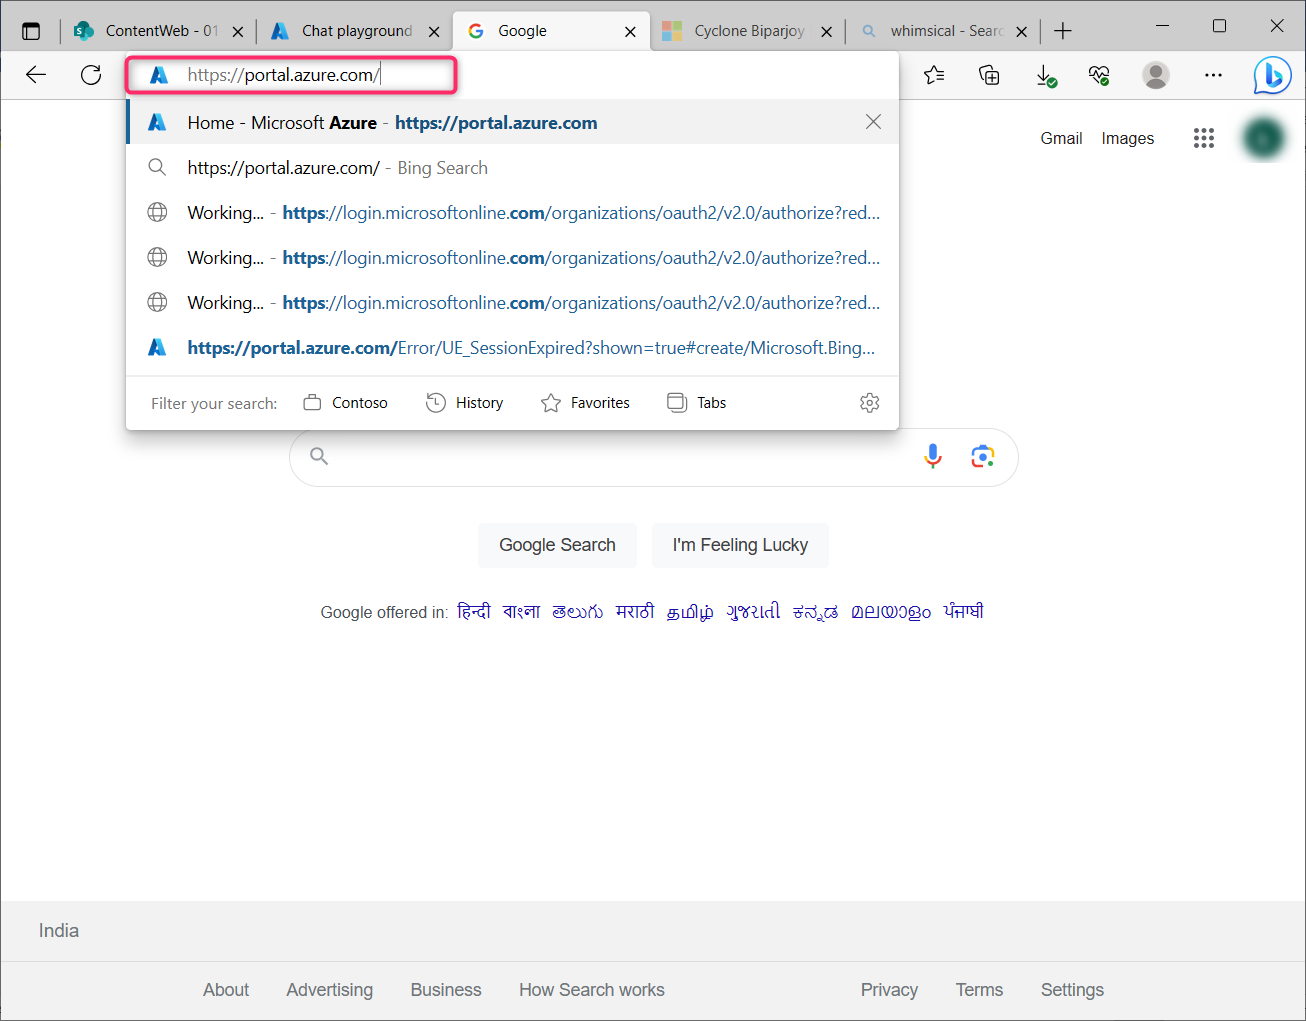 ContentWeb - 01
Chat playground
Google
Cyclone Biparjoy
whimsical - Sear
https://portal.azure.com/
Home - Microsoft Azure - https://portal.azure.com
https://portal.azure.com/ - Bing Search
Working... - https://login.microsoftonline.com/organizations/oauth2/v2.0/authorize?red...
Working... - https://login.microsoftonline.com/organizations/oauth2/v2.0/authorize?red...
Working... - https://login.microsoftonline.com/organizations/oauth2/v2.0/authorize?red...
https://portal.azure.com/Error/UE_SessionExpired?shown=true#create/Microsoft.Bing...
Filter your search: Contoso History Favorites Tabs
Gmail Images
Google Search I'm Feeling Lucky
Google offered in: हिन्दी বাংলা తెలుగు मराठी தமிழ் ગુજરાતી ಕನ್ನಡ മലയാളം ਪੰਜਾਬੀ
India
About Advertising Business How Search works Privacy Terms Settings